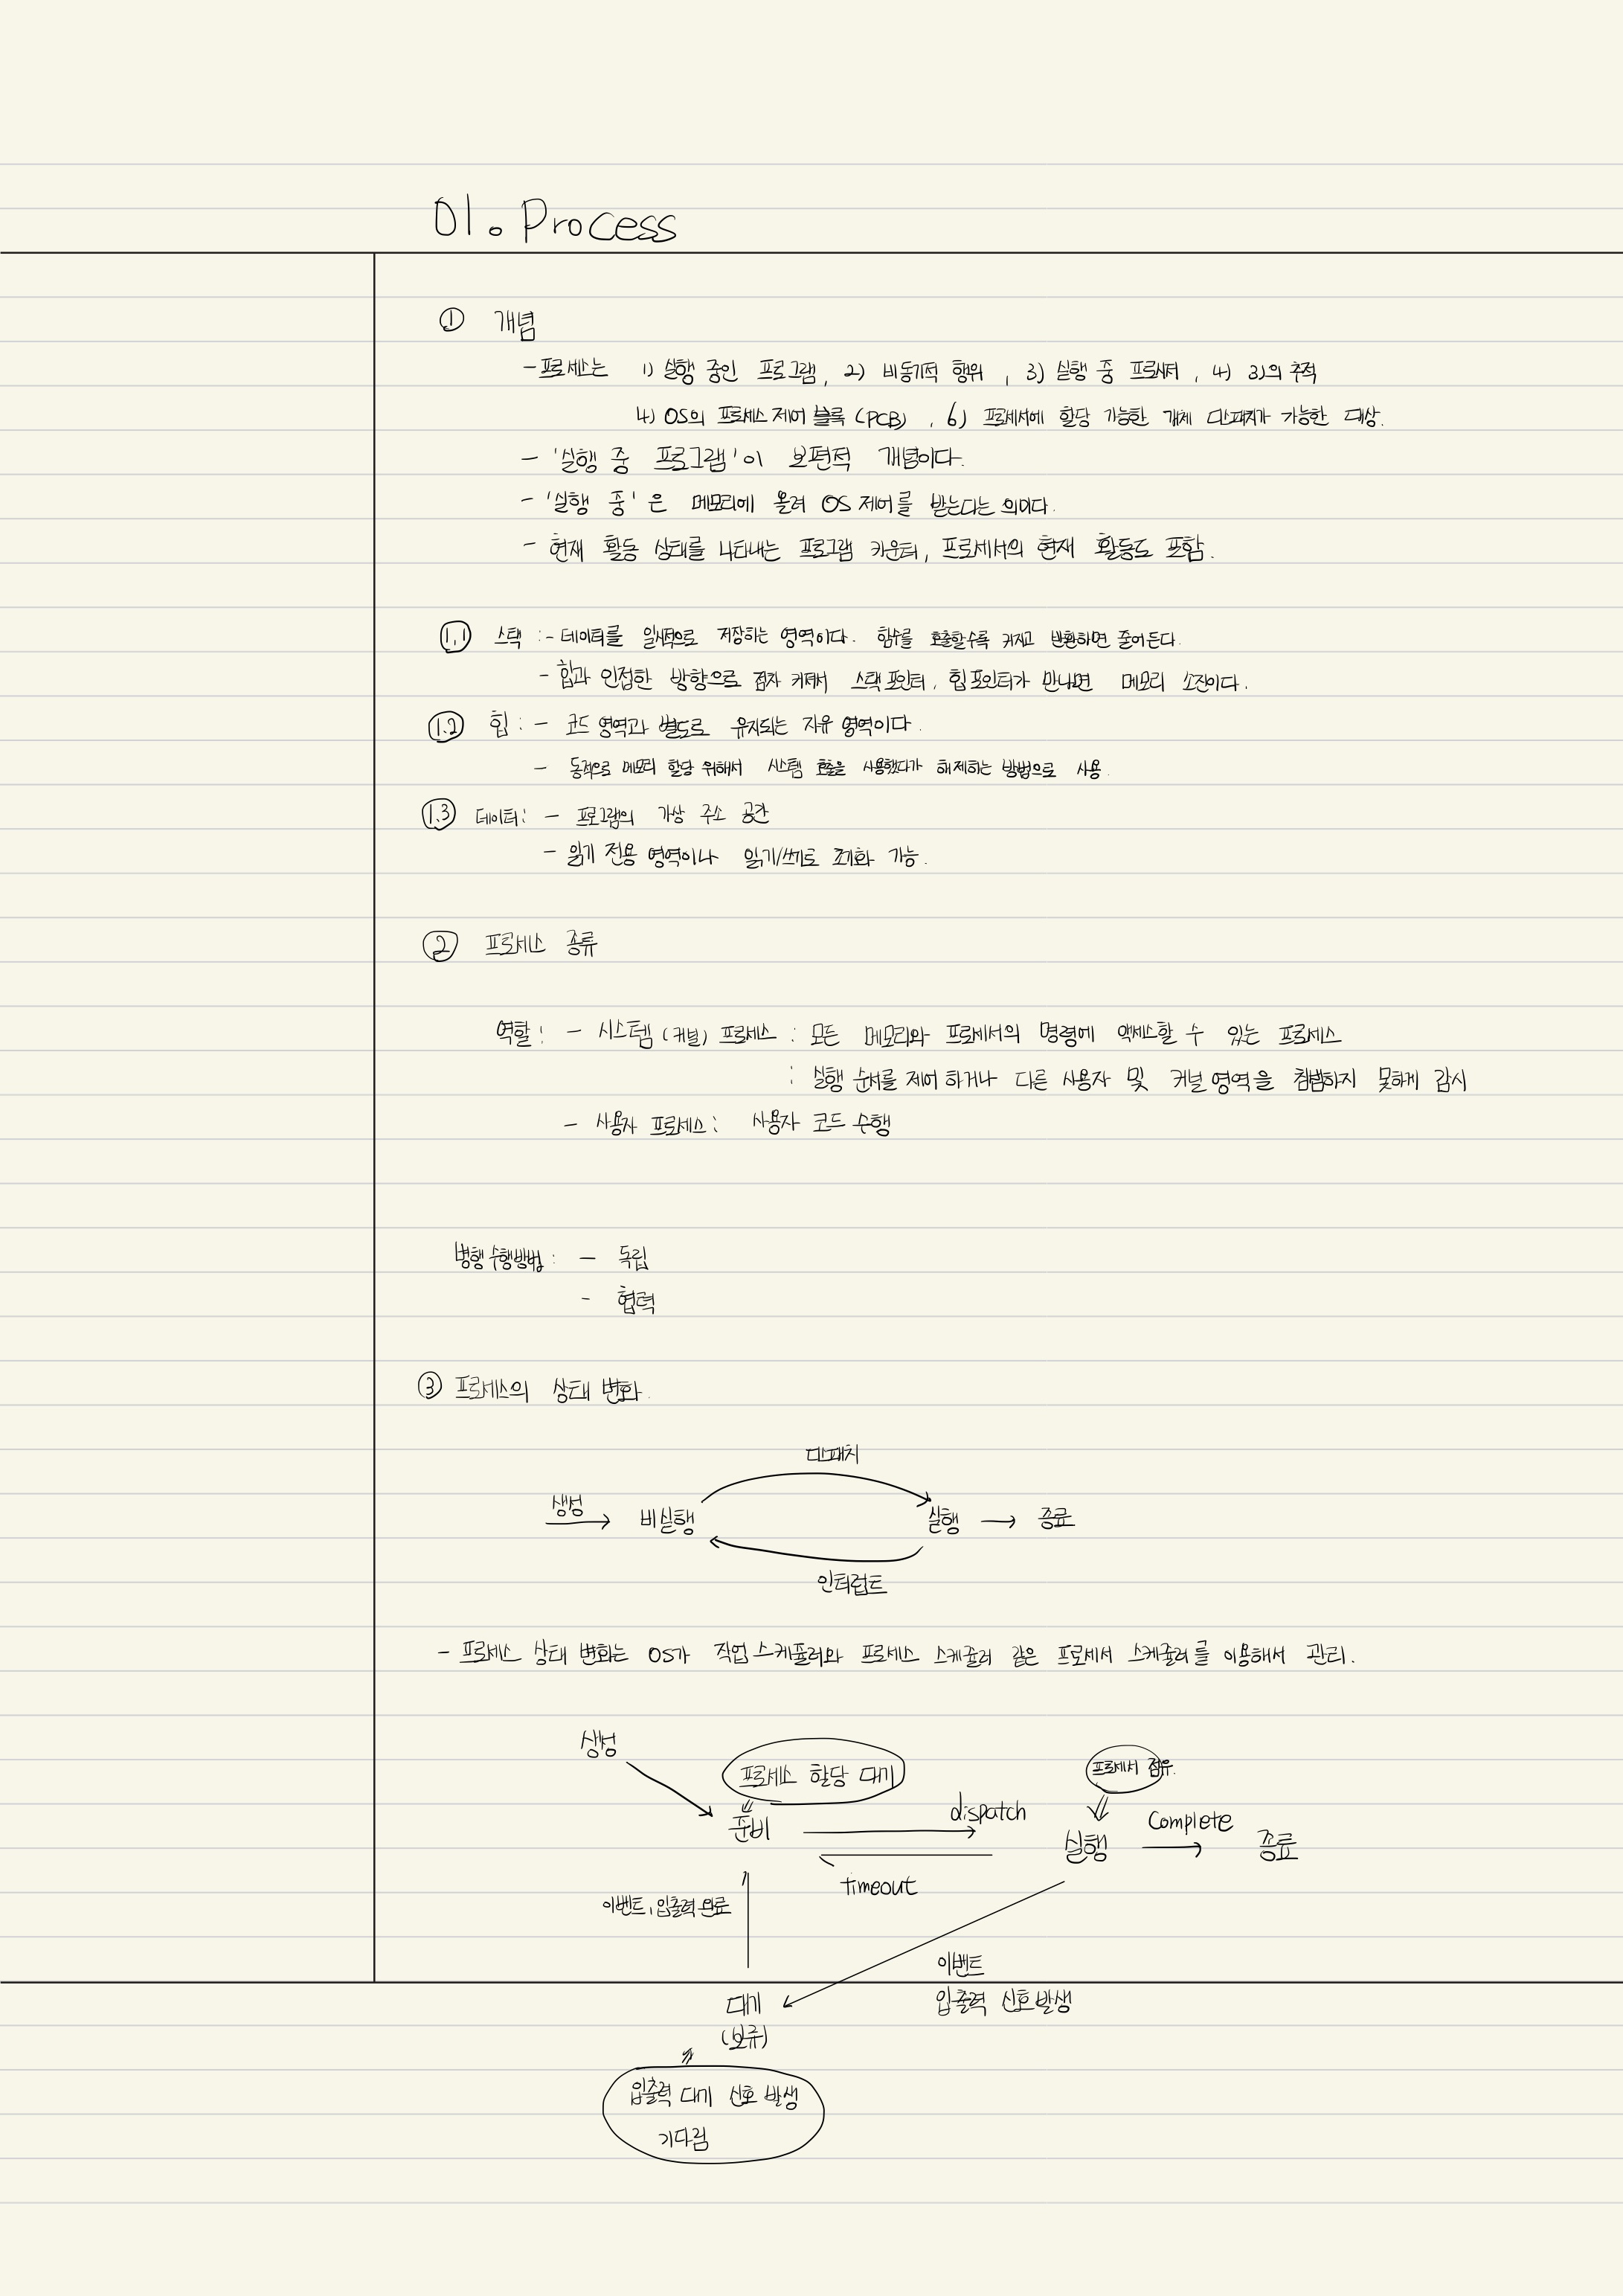 01. Process
① 개념
- 프로세스는 1) 실행 중인 프로그램, 2) 비동기적 행위, 3) 실행 중 프로시저, 4) 3)의 추적
4) OS의 프로세스 제어 블록 (PCB), 6) 프로세서에 할당 가능한 개체 디스패치가 가능한 대상.
- '실행 중 프로그램'이 보편적 개념이다.
- '실행 중'은 메모리에 올려 OS 제어를 받는다는 의미다.
- 현재 활동 상태를 나타내는 프로그램 카운터, 프로세서의 현재 활동도 포함.
1.1 스택 : - 데이터를 일시적으로 저장하는 영역이다. 함수를 호출할수록 커지고 반환하면 줄어든다.
- 힙과 인접한 방향으로 점차 커져서 스택 포인터, 힙 포인터가 만나면 메모리 소진이다.
1.2 힙 : - 코드 영역과 별도로 유지되는 자유 영역이다.
- 동적으로 메모리 할당 위해서 시스템 호출을 사용했다가 해제하는 방법으로 사용.
1.3 데이터 : - 프로그램의 가상 주소 공간
- 읽기 전용 영역이나 읽기/쓰기로 초기화 가능.
② 프로세스 종류
역할 : - 시스템 (커널) 프로세스 : 모든 메모리와 프로세서의 명령에 액세스할 수 있는 프로세스
: 실행 순서를 제어 하거나 다른 사용자 및 커널 영역을 침범하지 못하게 감시
- 사용자 프로세스 : 사용자 코드 수행
병행 수행방법 : - 독립
- 협력
③ 프로세스의 상태 변화.
디스패치
생성
비실행
실행 → 종료
인터럽트
- 프로세스 상태 변화는 OS가 작업 스케줄러와 프로세스 스케줄러 같은 프로세서 스케줄러를 이용해서 관리.
생성
프로세스 할당 대기
프로세서 점유.
준비
dispatch
실행
Complete
종료
timeout
이벤트, 입출력 완료
이벤트
입출력 신호발생
대기
(보류)
입출력 대기 신호 발생
기다림